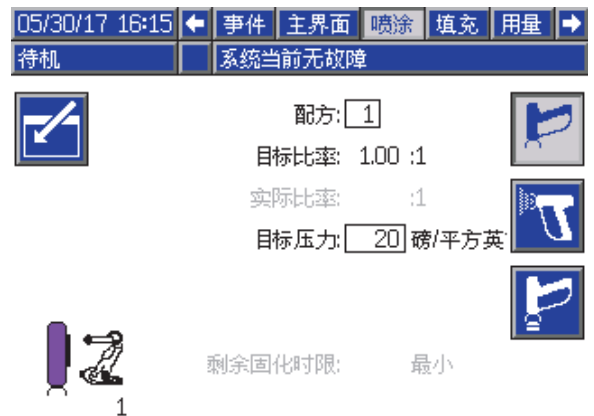 05/30/17 16:15 事件 主界面 喷涂 填充 用量
待机 系统当前无故障
配方: 1
目标比率: 1.00 :1
实际比率: :1
目标压力: 20 磅/平方英
剩余固化时限: 最小
1